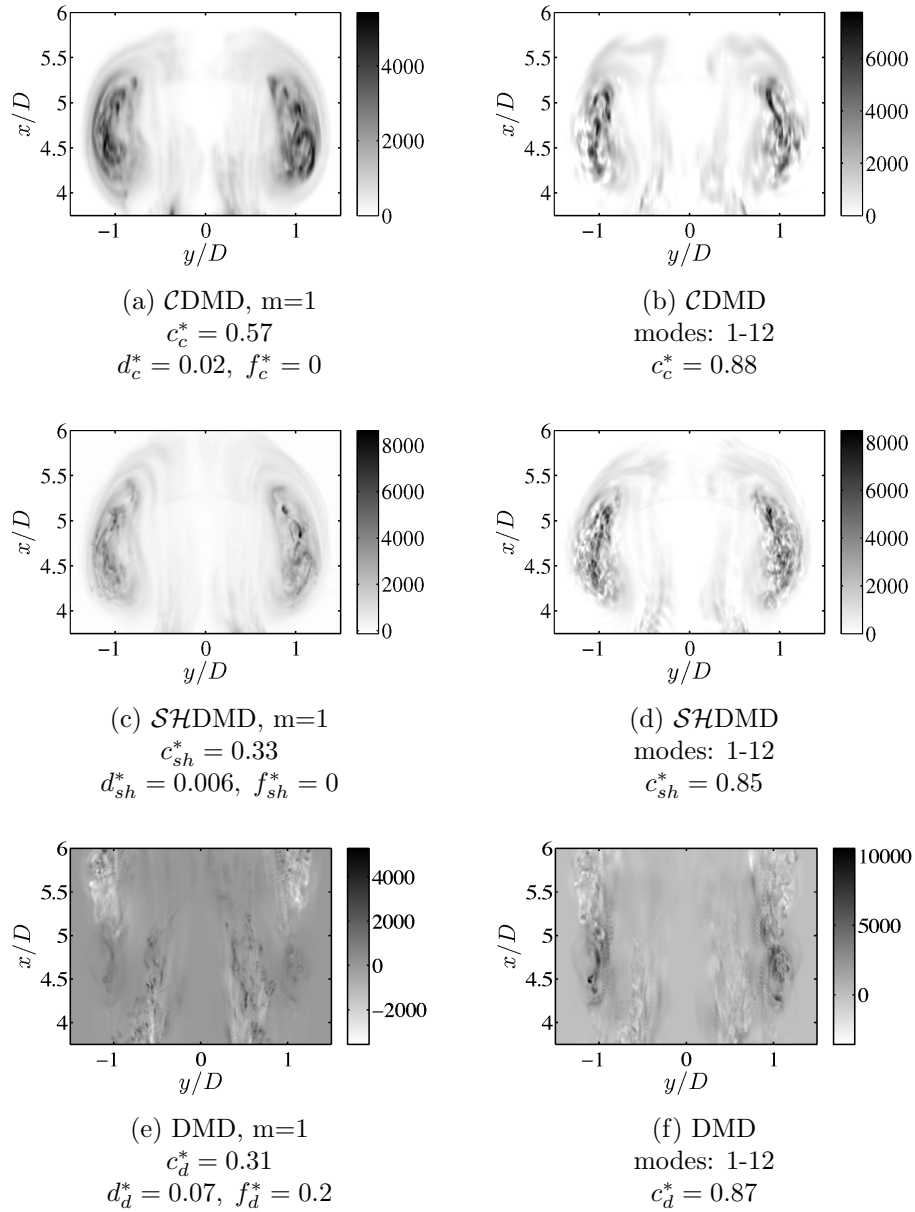 6
5.5
5
4.5
4
x/D
−1 0 1
y/D
4000
2000
0
6
5.5
5
4.5
4
x/D
−1 0 1
y/D
6000
4000
2000
0
(a) 𝒞DMD, m=1
c*_c = 0.57
d*_c = 0.02, f*_c = 0
(b) 𝒞DMD
modes: 1-12
c*_c = 0.88
6
5.5
5
4.5
4
x/D
−1 0 1
y/D
8000
6000
4000
2000
0
6
5.5
5
4.5
4
x/D
−1 0 1
y/D
8000
6000
4000
2000
0
(c) 𝒮ℋDMD, m=1
c*_sh = 0.33
d*_sh = 0.006, f*_sh = 0
(d) 𝒮ℋDMD
modes: 1-12
c*_sh = 0.85
6
5.5
5
4.5
4
x/D
−1 0 1
y/D
4000
2000
0
−2000
6
5.5
5
4.5
4
x/D
−1 0 1
y/D
10000
5000
0
(e) DMD, m=1
c*_d = 0.31
d*_d = 0.07, f*_d = 0.2
(f) DMD
modes: 1-12
c*_d = 0.87